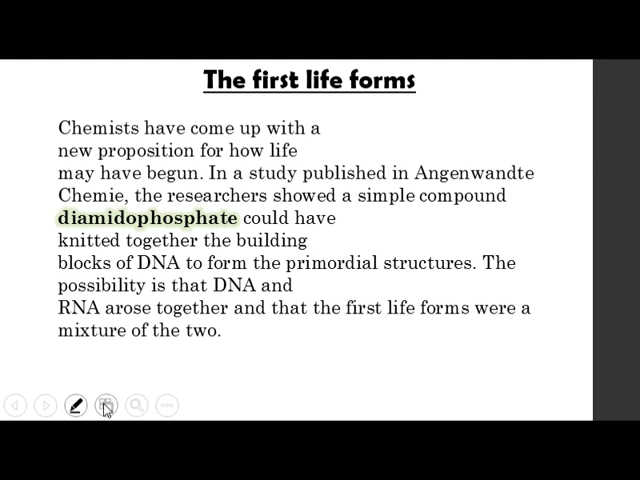 The first life forms
Chemists have come up with a
new proposition for how life
may have begun. In a study published in Angenwandte
Chemie, the researchers showed a simple compound
diamidophosphate could have
knitted together the building
blocks of DNA to form the primordial structures. The
possibility is that DNA and
RNA arose together and that the first life forms were a
mixture of the two.